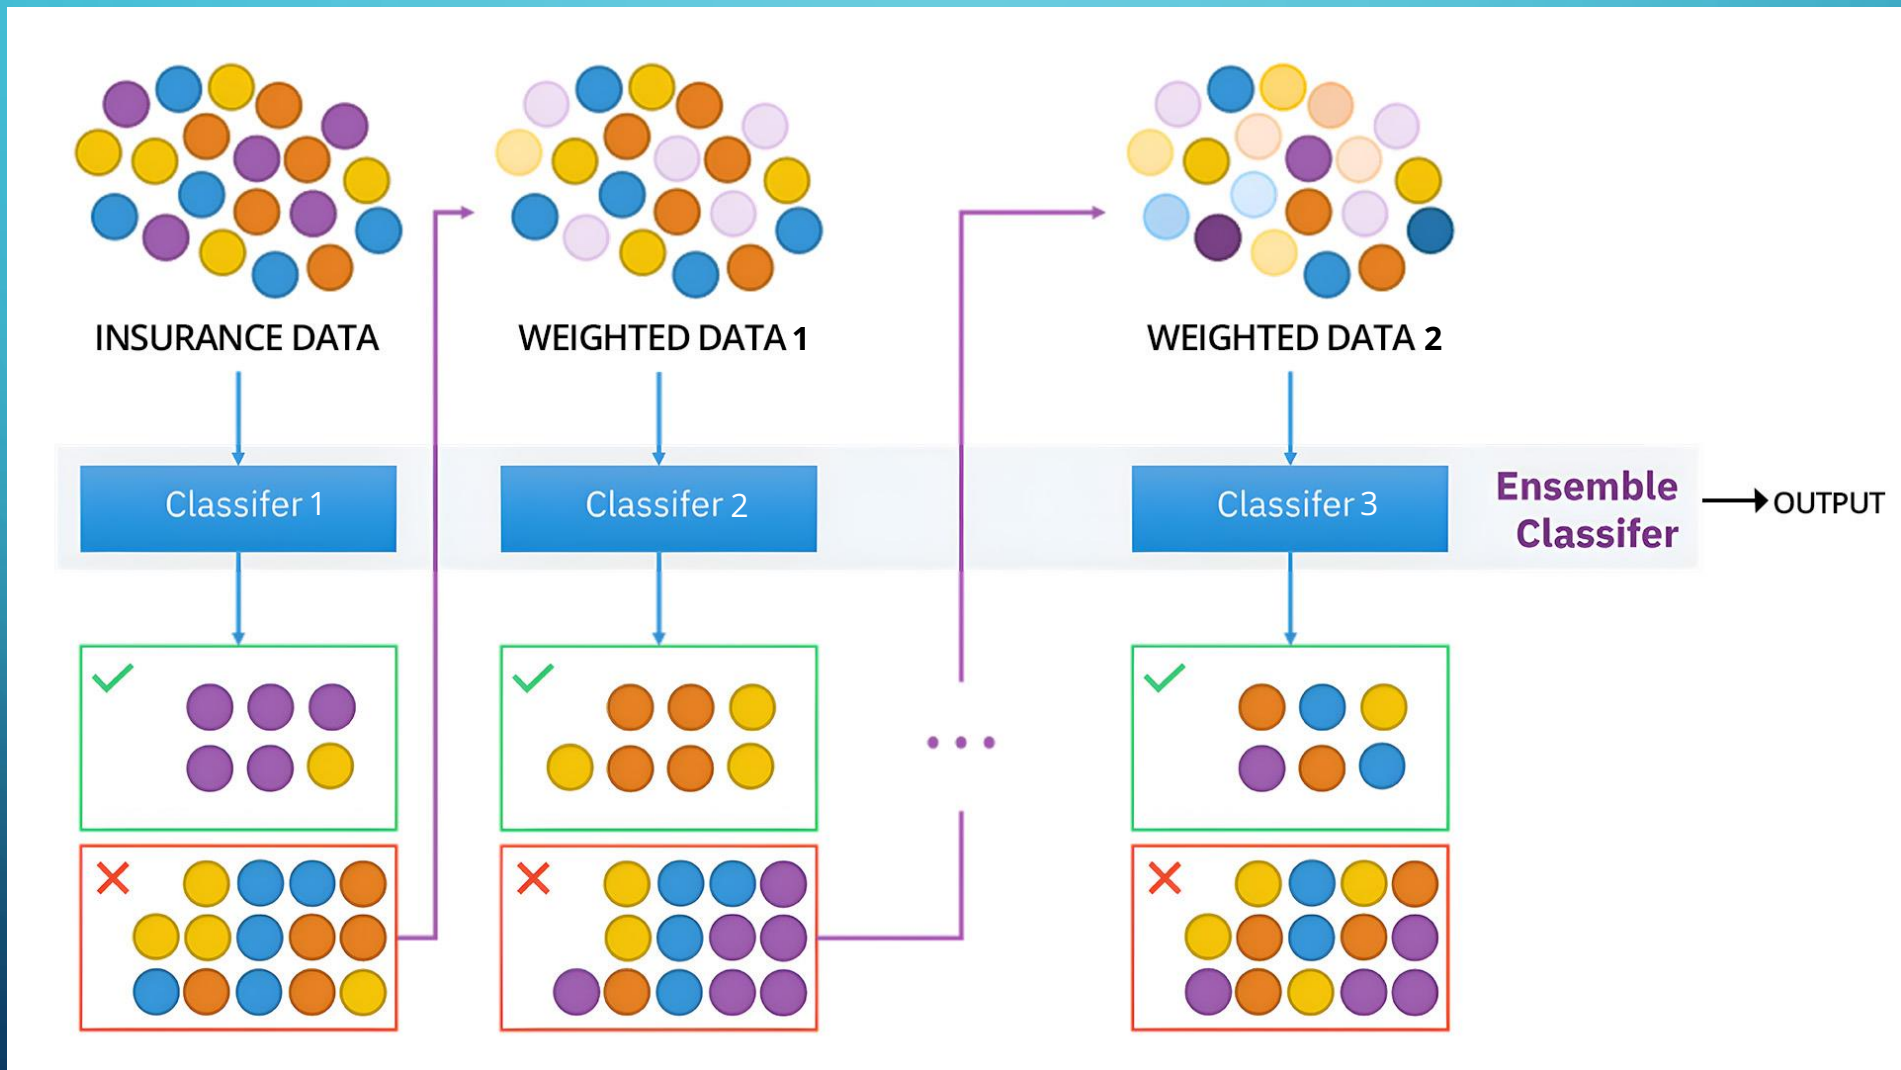 INSURANCE DATA
WEIGHTED DATA 1
WEIGHTED DATA 2
Classifer 1
Classifer 2
Classifer 3
Ensemble
Classifer
OUTPUT